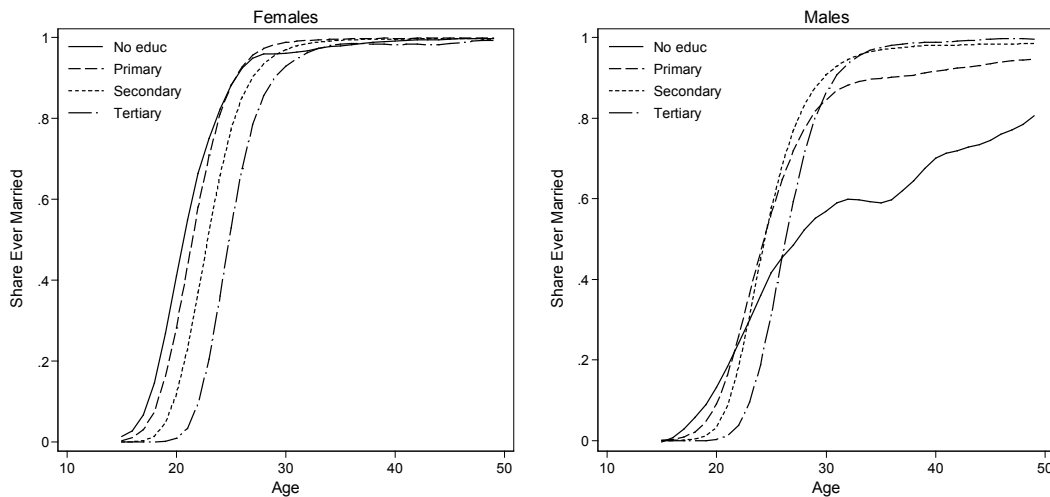 Females
1
.8
.6
.4
.2
0
Share Ever Married
10 20 30 40 50
Age
No educ
Primary
Secondary
Tertiary
Males
1
.8
.6
.4
.2
0
Share Ever Married
10 20 30 40 50
Age
No educ
Primary
Secondary
Tertiary